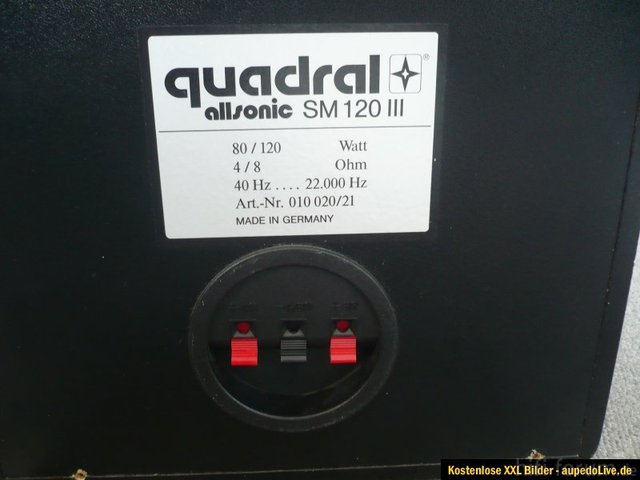 quadral ®
allsonic SM 120 III
80 / 120 Watt
4 / 8 Ohm
40 Hz . . . . 22.000 Hz
Art.-Nr. 010 020/21
MADE IN GERMANY
Kostenlose XXL Bilder - aupedoLive.de